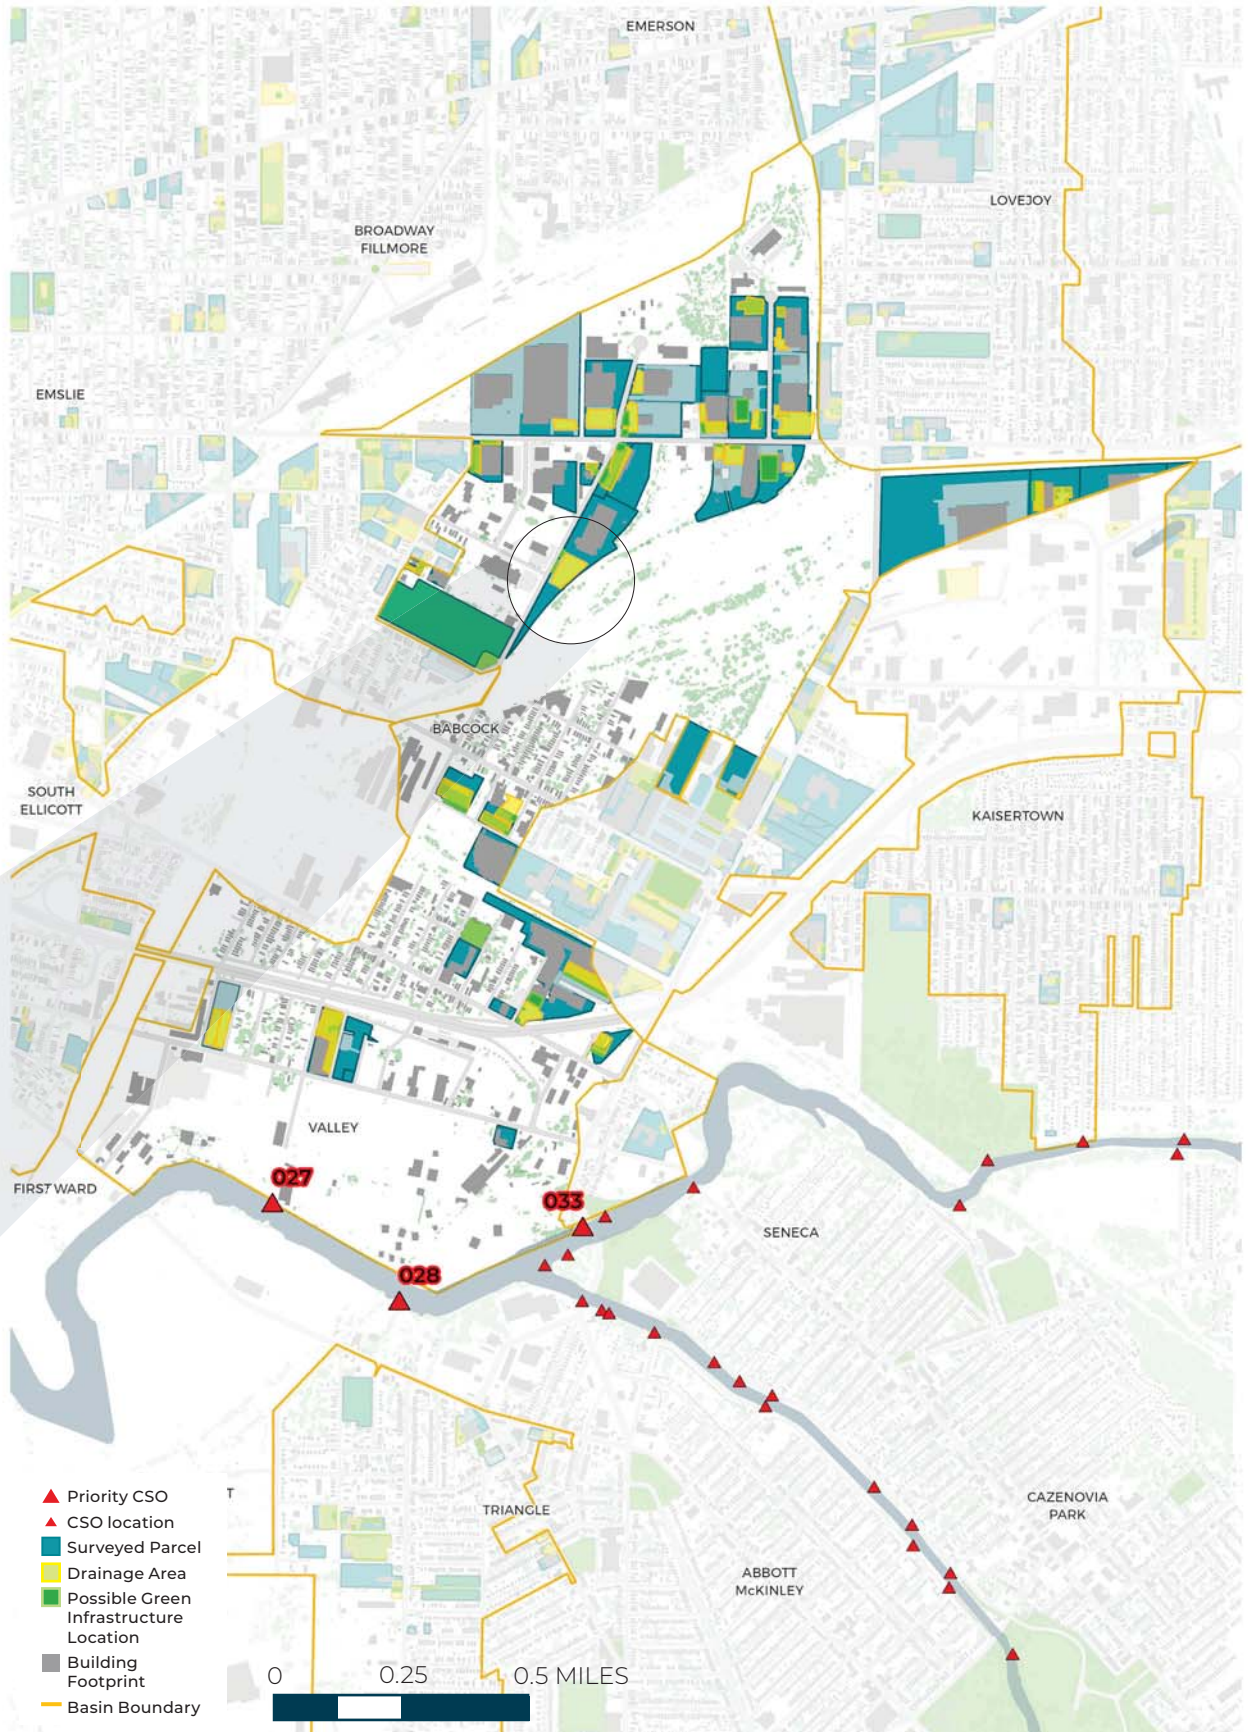 EMERSON
LOVEJOY
BROADWAY
FILLMORE
EMSLIE
BABCOCK
SOUTH
ELLICOTT
KAISERTOWN
VALLEY
027
FIRST WARD
033
SENECA
028
T
TRIANGLE
CAZENOVIA
PARK
ABBOTT
McKINLEY
Priority CSO
CSO location
Surveyed Parcel
Drainage Area
Possible Green
Infrastructure
Location
Building
Footprint
Basin Boundary
0 0.25 0.5 MILES